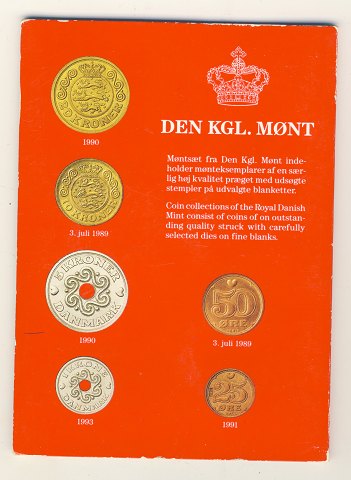 20 KRONER
1990
DEN KGL. MØNT
Møntsæt fra Den Kgl. Mønt inde-
holder mønteksemplarer af en sær-
lig høj kvalitet præget med udsøgte
stempler på udvalgte blanketter.
10 KRONER
3. juli 1989
Coin collections of the Royal Danish
Mint consist of coins of on outstan-
ding quality struck with carefully
selected dies on fine blanks.
5 KRONER
DANMARK
1990
50
ØRE
3. juli 1989
1 KRONE
DANMARK
1993
25
ØRE
1991